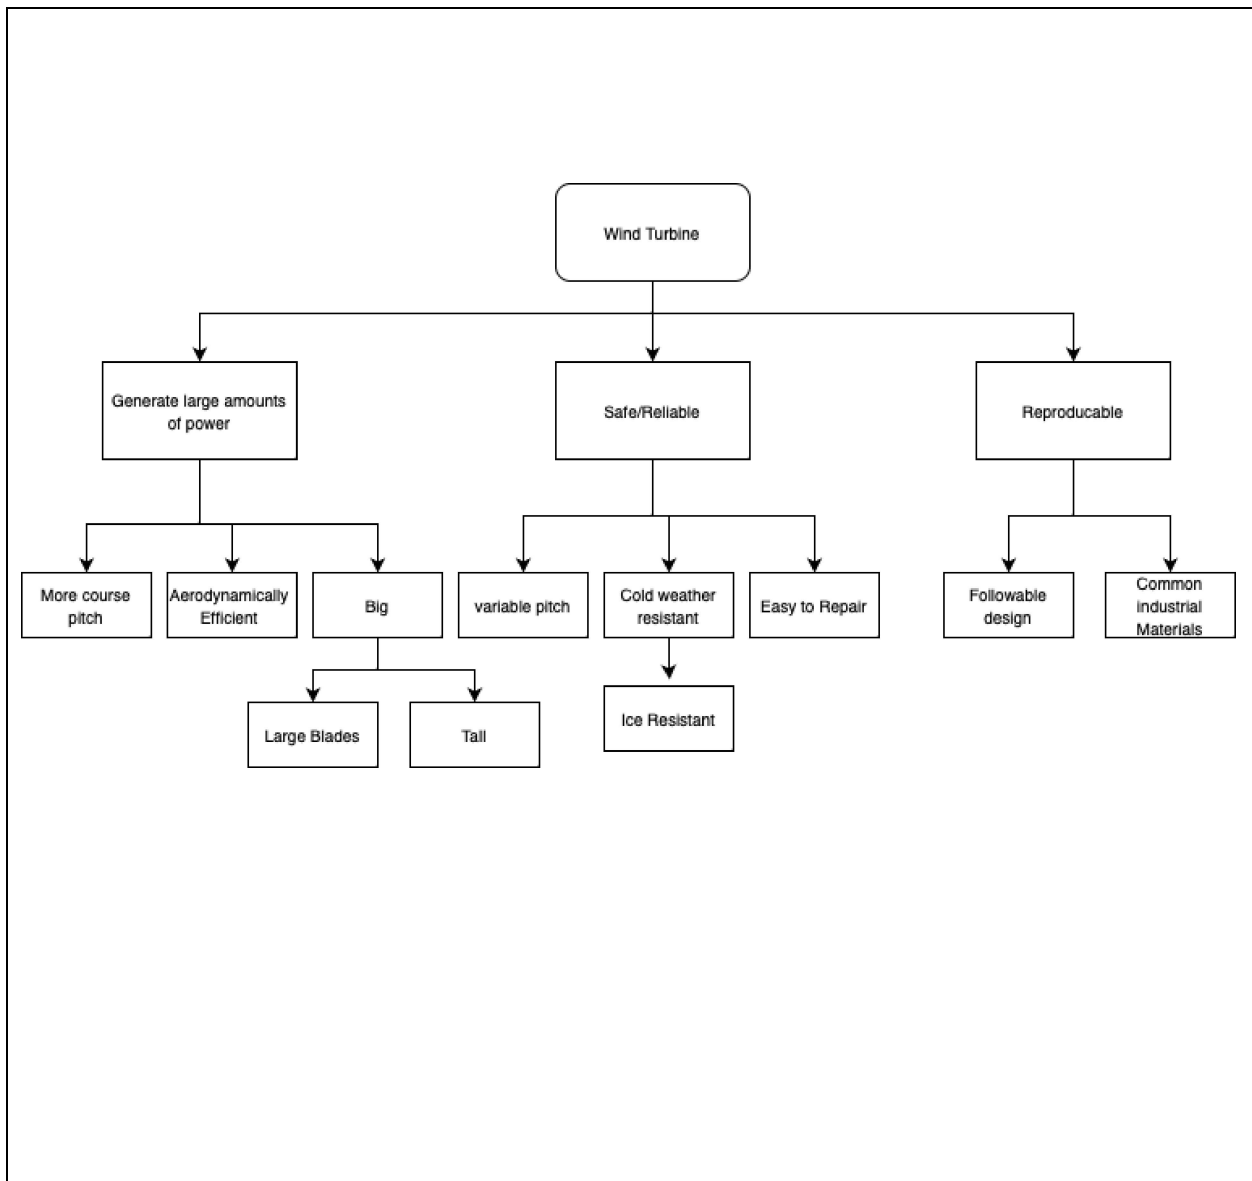 Wind Turbine
Generate large amounts
of power
Safe/Reliable
Reproducable
More course
pitch
Aerodynamically
Efficient
Big
variable pitch
Cold weather
resistant
Easy to Repair
Followable
design
Common
industrial
Materials
Large Blades
Tall
Ice Resistant